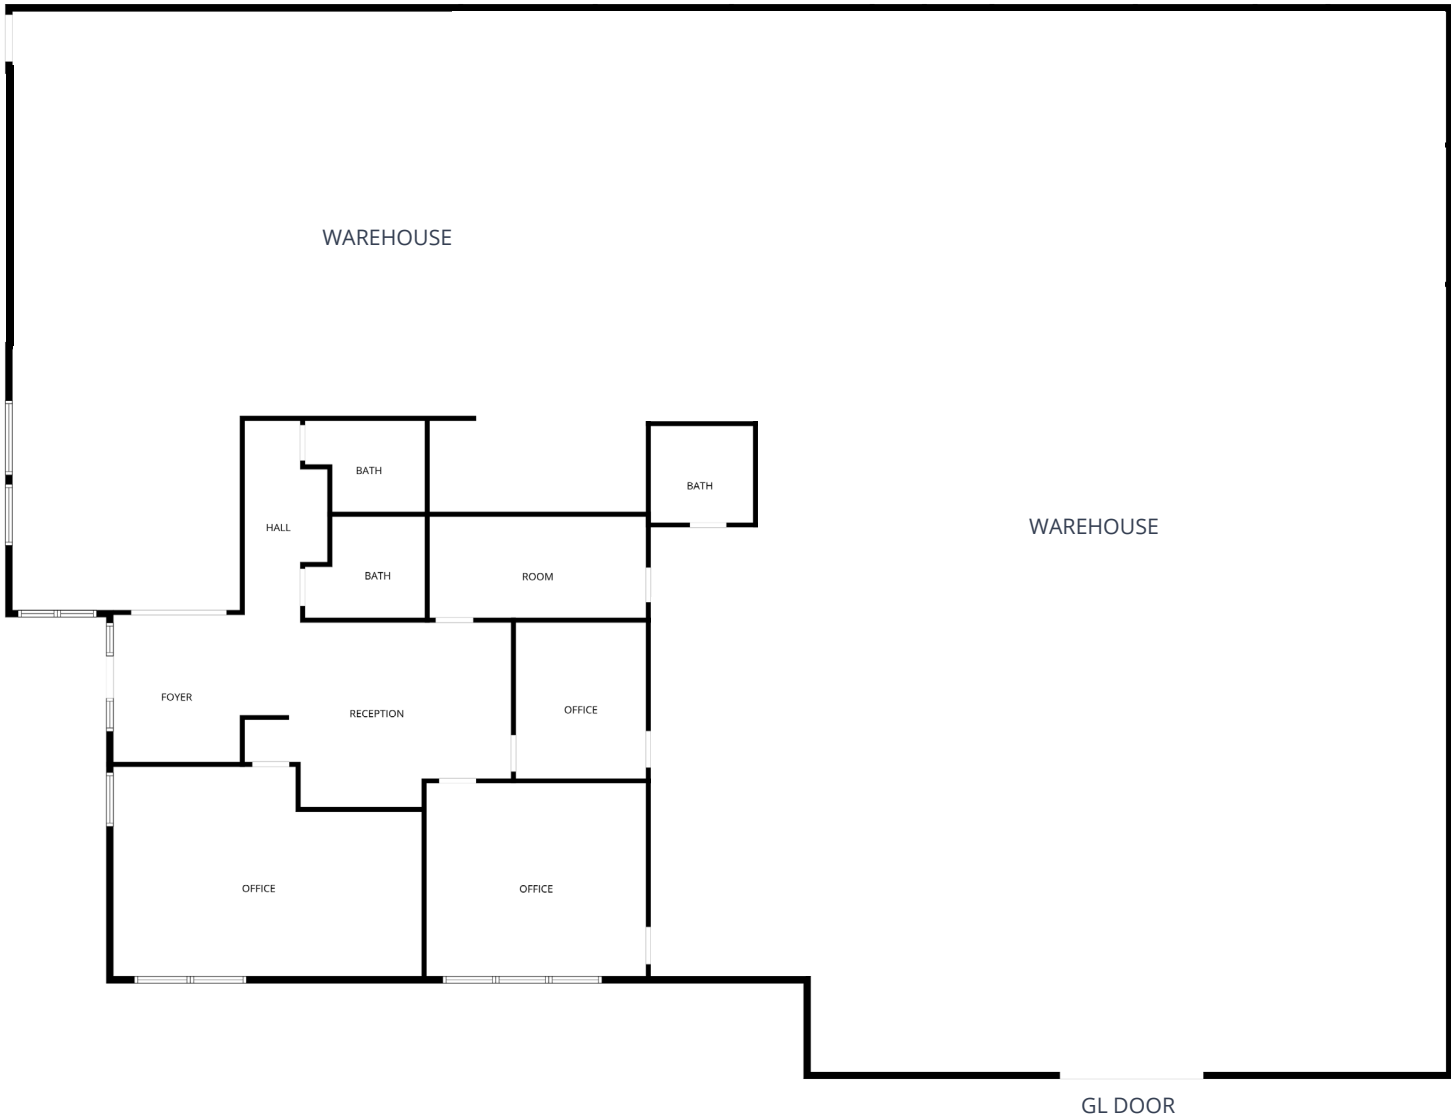 WAREHOUSE
BATH
BATH
HALL
WAREHOUSE
BATH
ROOM
FOYER
RECEPTION
OFFICE
OFFICE
OFFICE
GL DOOR